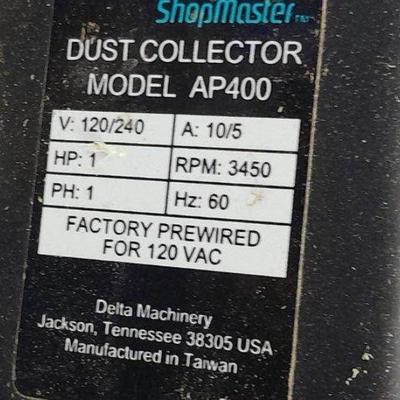 ShopMaster™
DUST COLLECTOR
MODEL AP400
V: 120/240 A: 10/5
HP: 1 RPM: 3450
PH: 1 Hz: 60
FACTORY PREWIRED
FOR 120 VAC
Delta Machinery
Jackson, Tennessee 38305 USA
Manufactured in Taiwan